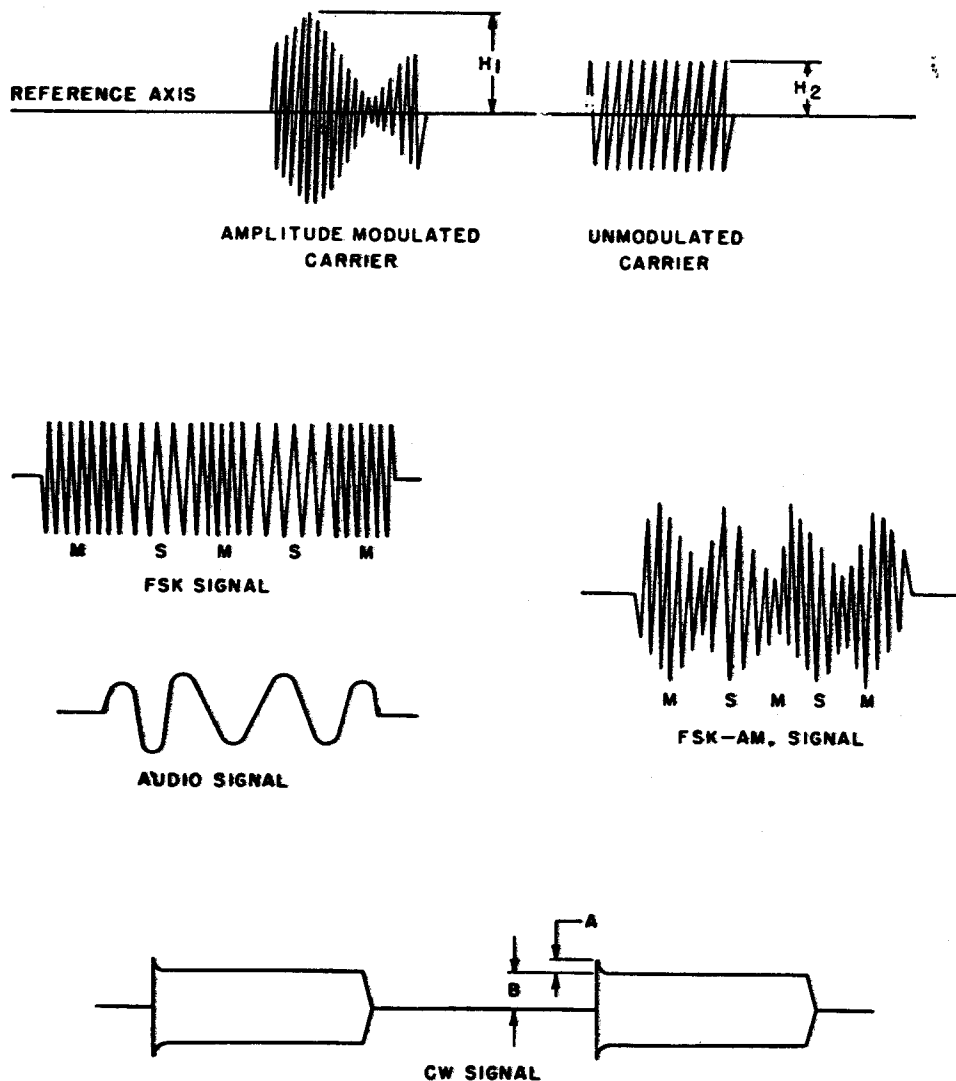 H1
H2
REFERENCE AXIS
AMPLITUDE MODULATED
CARRIER
UNMODULATED
CARRIER
M S M S M
FSK SIGNAL
M S M S M
FSK-AM. SIGNAL
AUDIO SIGNAL
A
B
CW SIGNAL